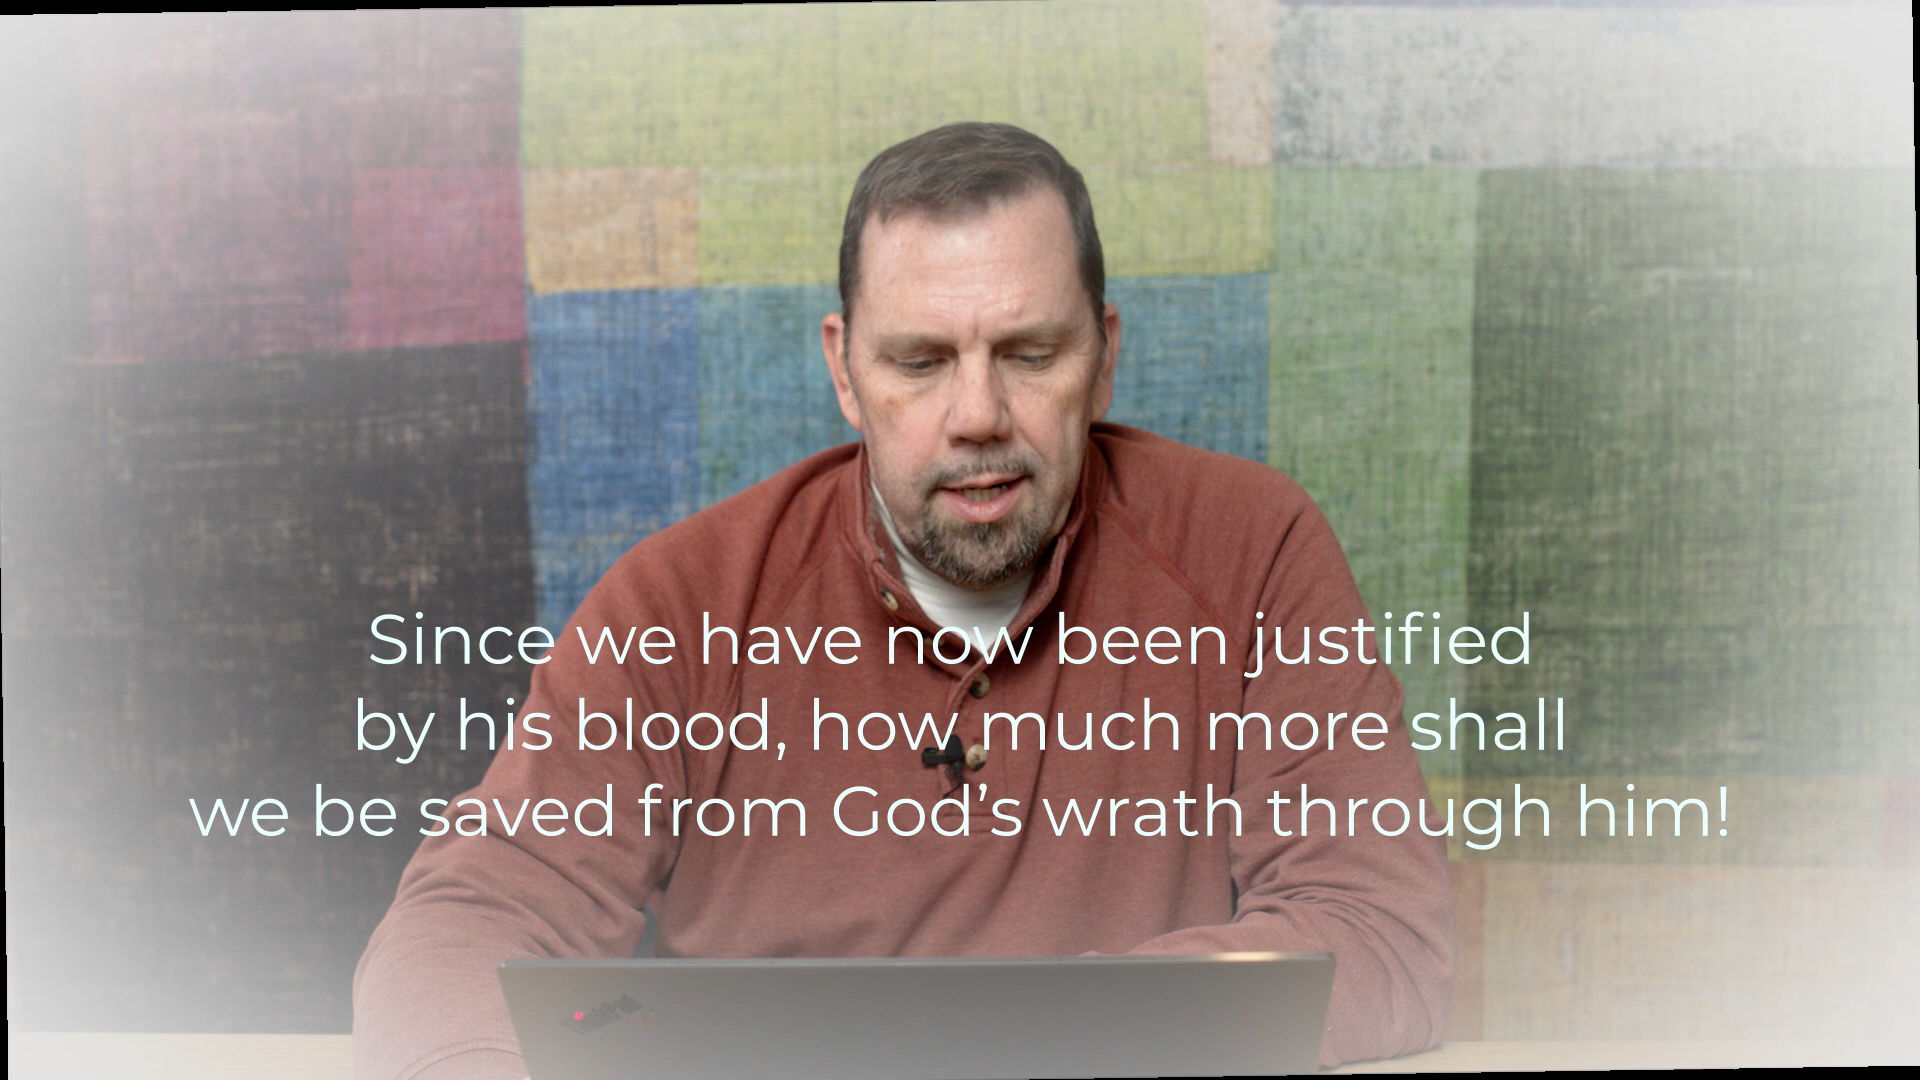 Since we have now been justified
by his blood, how much more shall
we be saved from God’s wrath through him!
ThinkPad